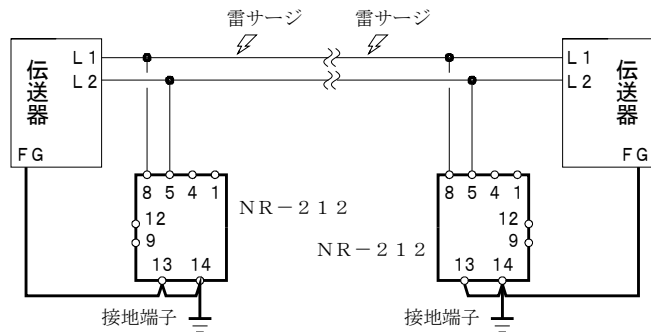 雷サージ 雷サージ
L1 L1
伝送器 L2 L2 伝送器
FG FG
8 5 4 1 8 5 4 1
NR-212
12 12
9 NR-212 9
13 14 13 14
接地端子 接地端子